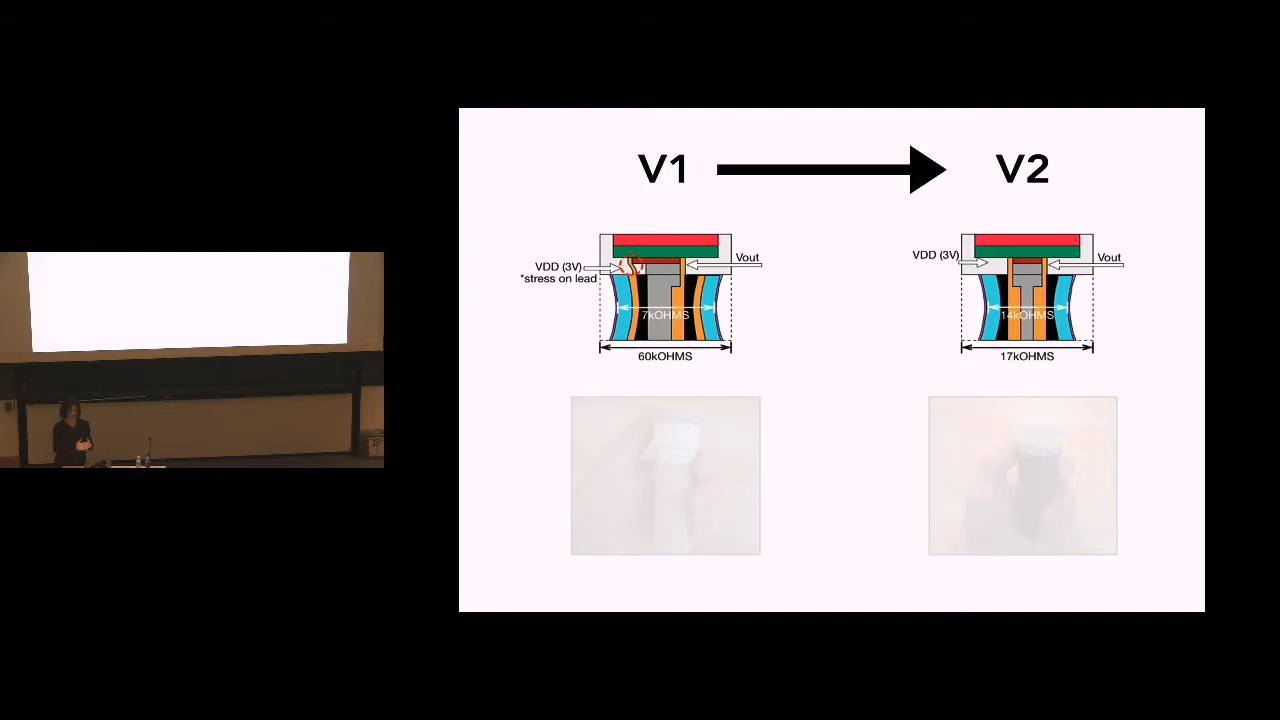 V1
V2
VDD (3V)
*stress on lead
Vout
7kOHMS
60kOHMS
VDD (3V)
Vout
14kOHMS
17kOHMS